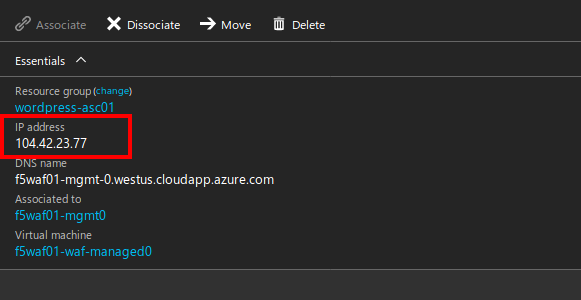 Associate Dissociate Move Delete
Essentials
Resource group (change)
wordpress-asc01
IP address
104.42.23.77
DNS name
f5waf01-mgmt-0.westus.cloudapp.azure.com
Associated to
f5waf01-mgmt0
Virtual machine
f5waf01-waf-managed0